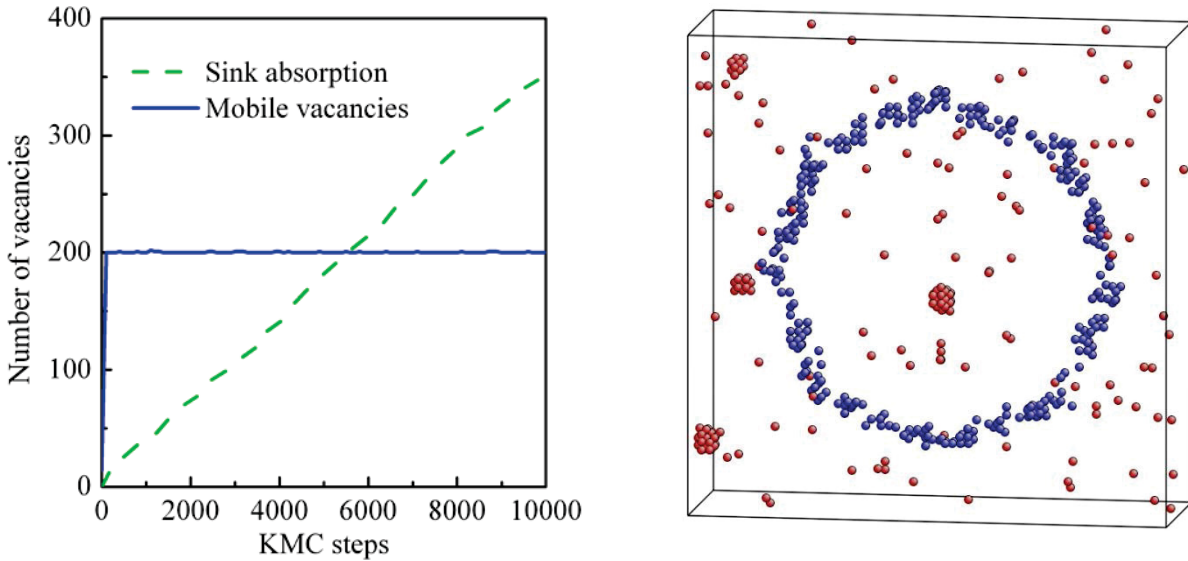 400
300
200
100
0
Number of vacancies
Sink absorption
Mobile vacancies
0 2000 4000 6000 8000 10000
KMC steps